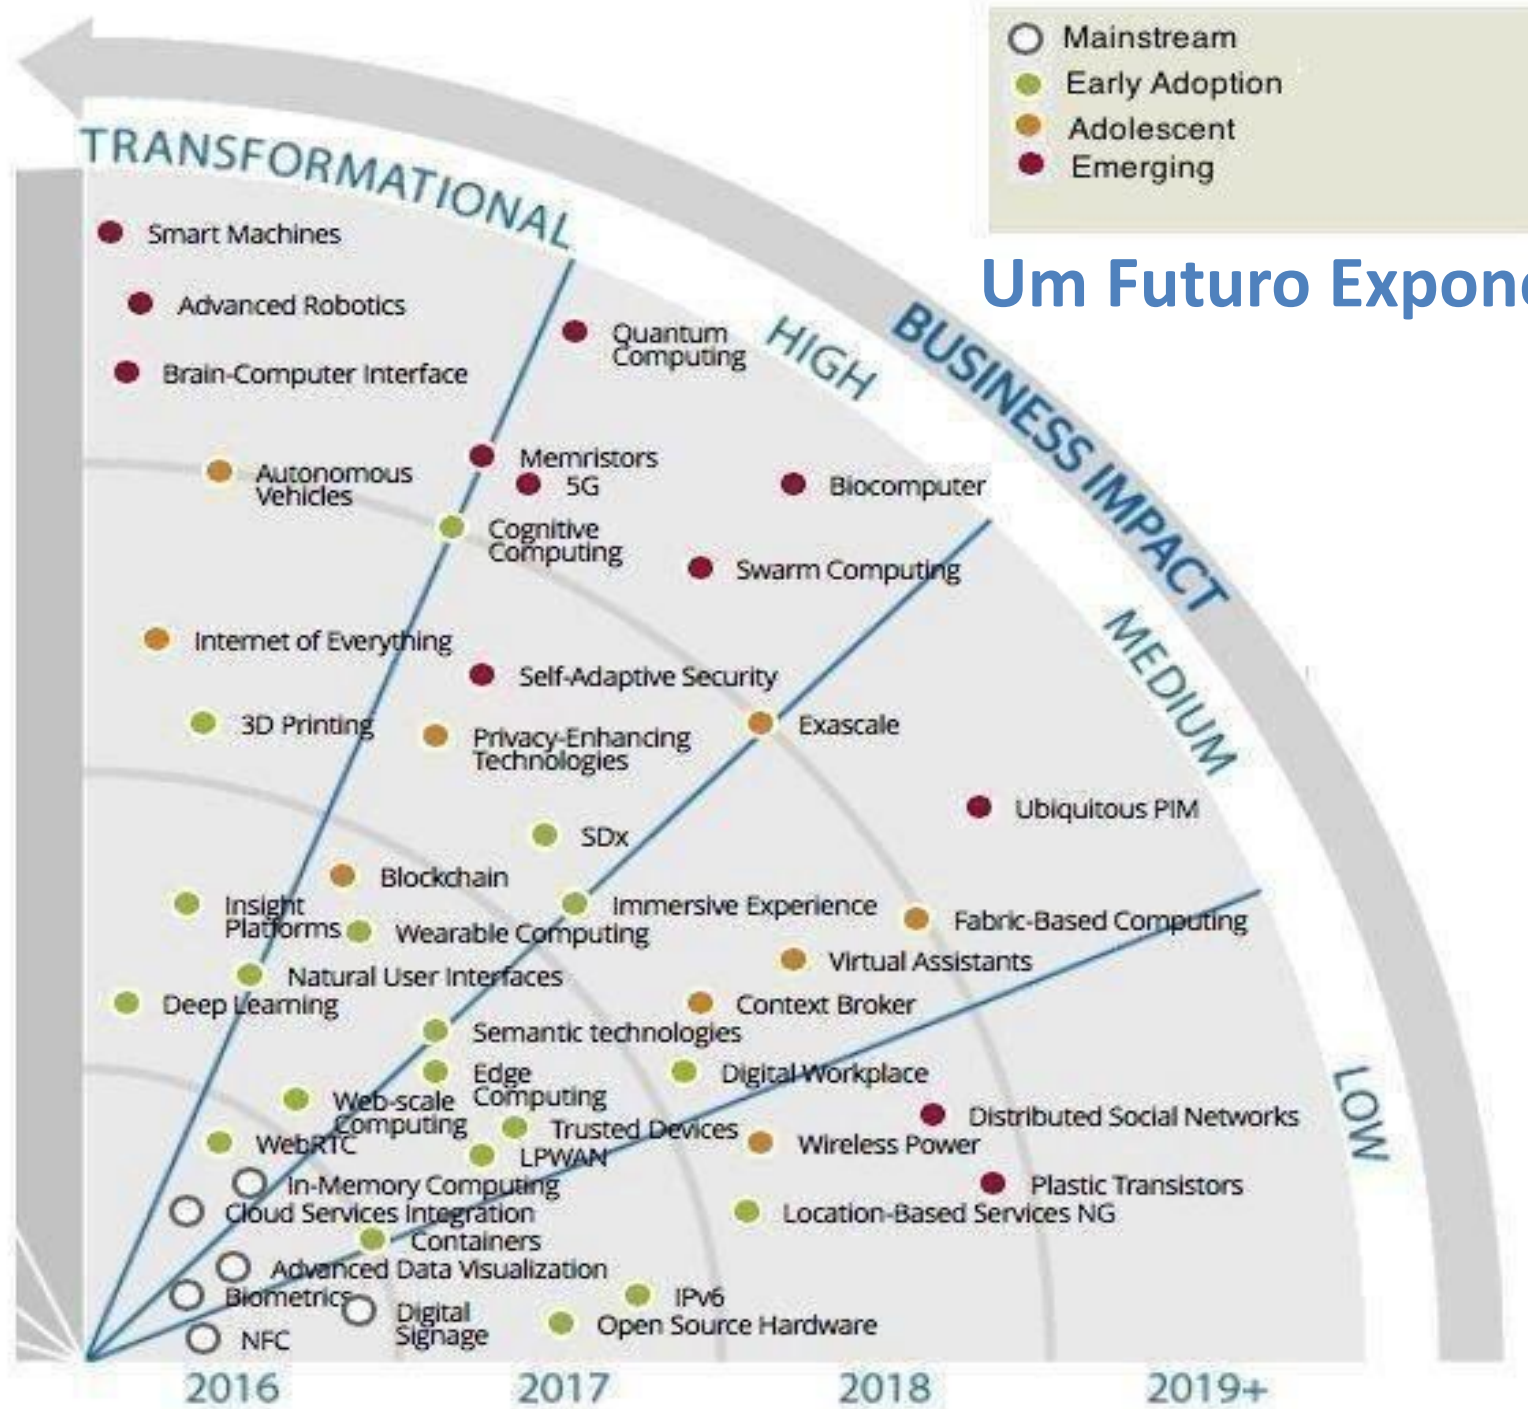 Mainstream
Early Adoption
Adolescent
Emerging
Um Futuro Expon
TRANSFORMATIONAL
HIGH
BUSINESS IMPACT
MEDIUM
LOW
Smart Machines
Advanced Robotics
Quantum
Computing
Brain-Computer Interface
Memristors
Autonomous
Vehicles
5G
Biocomputer
Cognitive
Computing
Swarm Computing
Internet of Everything
Self-Adaptive Security
3D Printing
Privacy-Enhancing
Technologies
Exascale
Ubiquitous PIM
SDx
Blockchain
Insight
Platforms
Immersive Experience
Fabric-Based Computing
Wearable Computing
Virtual Assistants
Natural User Interfaces
Deep Learning
Context Broker
Semantic technologies
Edge
Computing
Digital Workplace
Web-scale
Computing
Trusted Devices
Distributed Social Networks
WebRTC
LPWAN
Wireless Power
In-Memory Computing
Plastic Transistors
Cloud Services Integration
Location-Based Services NG
Containers
Advanced Data Visualization
Biometrics
Digital
Signage
IPv6
Open Source Hardware
NFC
2016
2017
2018
2019+